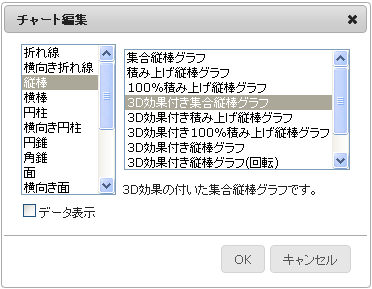 チャート編集
折れ線
横向き折れ線
縦棒
横棒
円柱
横向き円柱
円錐
角錐
面
横向き面
集合縦棒グラフ
積み上げ縦棒グラフ
100%積み上げ縦棒グラフ
3D効果付き集合縦棒グラフ
3D効果付き積み上げ縦棒グラフ
3D効果付き100%積み上げ縦棒グラフ
3D効果付き縦棒グラフ
3D効果付き縦棒グラフ(回転)
3D効果の付いた集合縦棒グラフです。
データ表示
OK
キャンセル